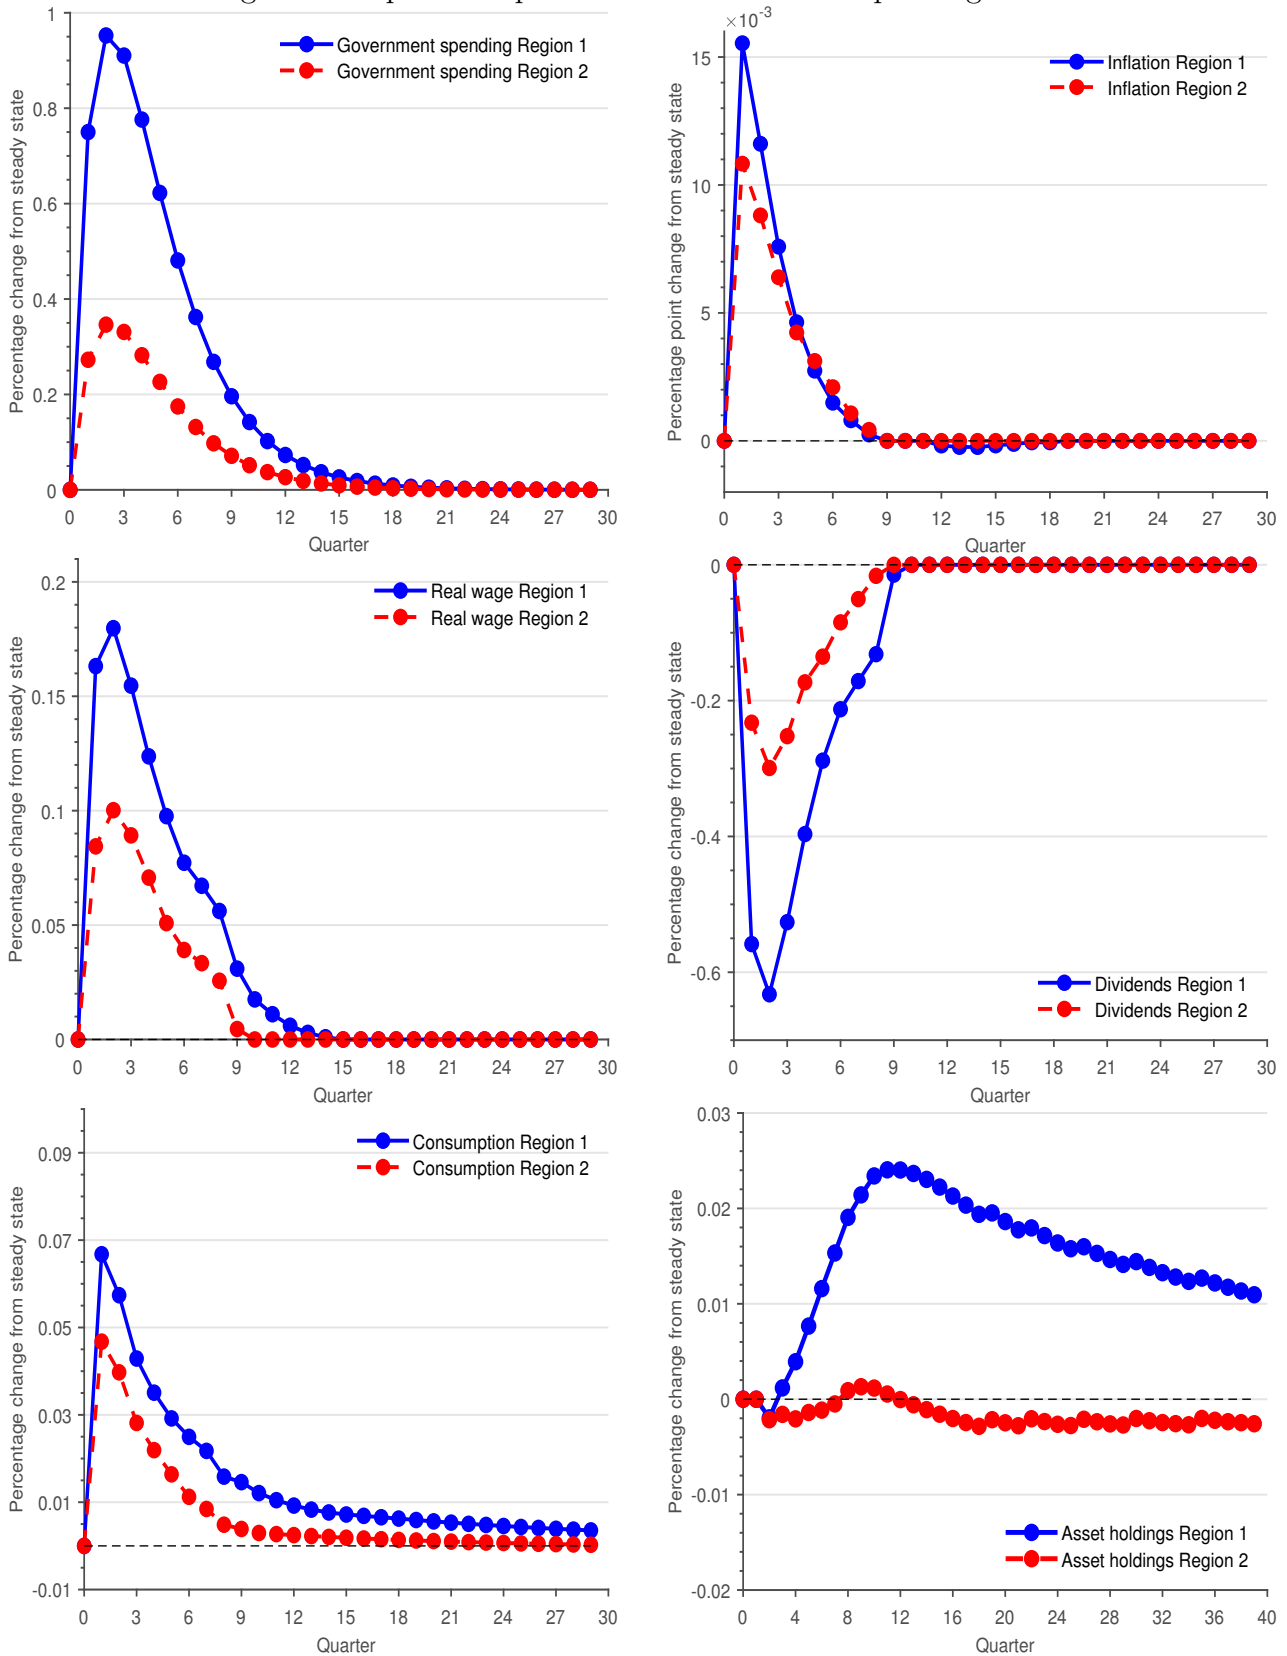 1
0.8
0.6
0.4
0.2
0
Percentage change from steady state
Government spending Region 1
Government spending Region 2
0 3 6 9 12 15 18 21 24 27 30
Quarter
×10-3
15
10
5
0
Percentage point change from steady state
Inflation Region 1
Inflation Region 2
0 3 6 9 12 15 18 21 24 27 30
Quarter
0.2
0.15
0.1
0.05
0
Percentage change from steady state
Real wage Region 1
Real wage Region 2
0 3 6 9 12 15 18 21 24 27 30
Quarter
0
-0.2
-0.4
-0.6
Percentage change from steady state
Dividends Region 1
Dividends Region 2
0 3 6 9 12 15 18 21 24 27 30
Quarter
0.09
0.07
0.05
0.03
0.01
-0.01
Percentage change from steady state
Consumption Region 1
Consumption Region 2
0 3 6 9 12 15 18 21 24 27 30
Quarter
0.03
0.02
0.01
0
-0.01
-0.02
Percentage change from steady state
Asset holdings Region 1
Asset holdings Region 2
0 4 8 12 16 20 24 28 32 36 40
Quarter